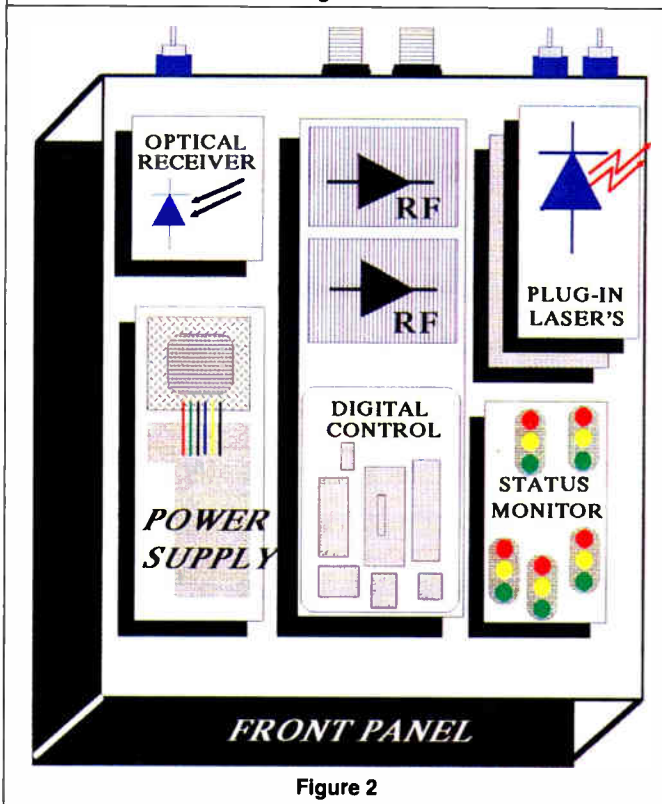 OPTICAL
RECEIVER
RF
RF
PLUG-IN
LASER'S
DIGITAL
CONTROL
STATUS
MONITOR
POWER
SUPPLY
FRONT PANEL
Figure 2